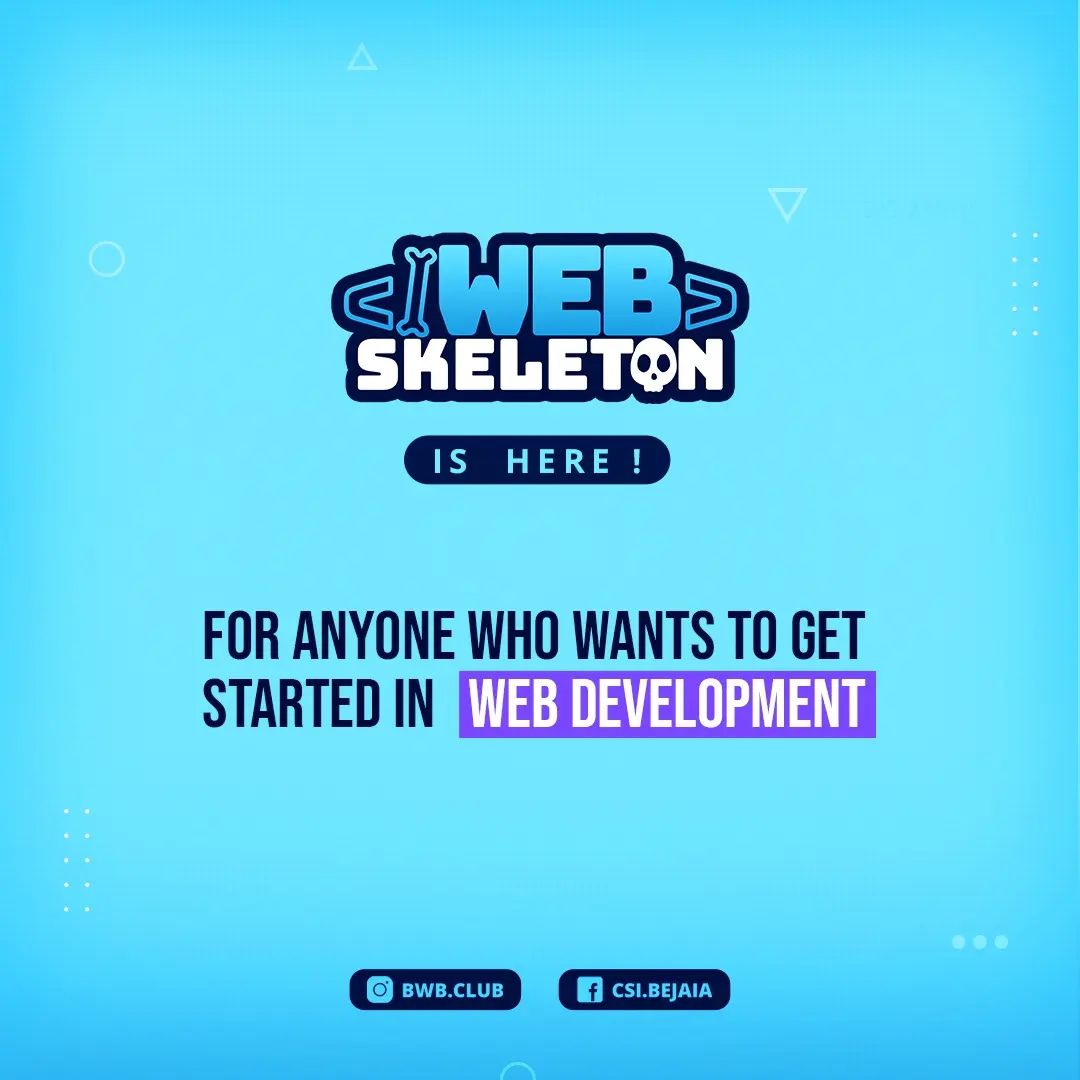 WEB
SKELETON
IS HERE !
FOR ANYONE WHO WANTS TO GET
STARTED IN WEB DEVELOPMENT
BWB.CLUB
CSI.BEJAIA